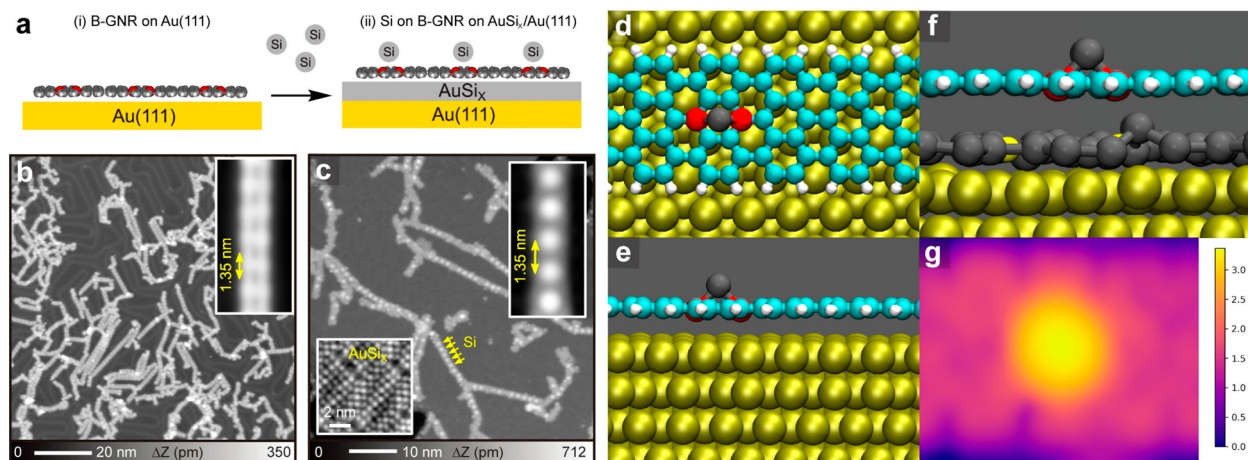 a
(i) B-GNR on Au(111)
Au(111)
Si
Si
Si
(ii) Si on B-GNR on AuSiₓ/Au(111)
Si
Si
Si
AuSiₓ
Au(111)
b
1.35 nm
0
20 nm
ΔZ (pm)
350
c
1.35 nm
Si
AuSiₓ
2 nm
0
10 nm
ΔZ (pm)
712
d
e
f
g
3.0
2.5
2.0
1.5
1.0
0.5
0.0